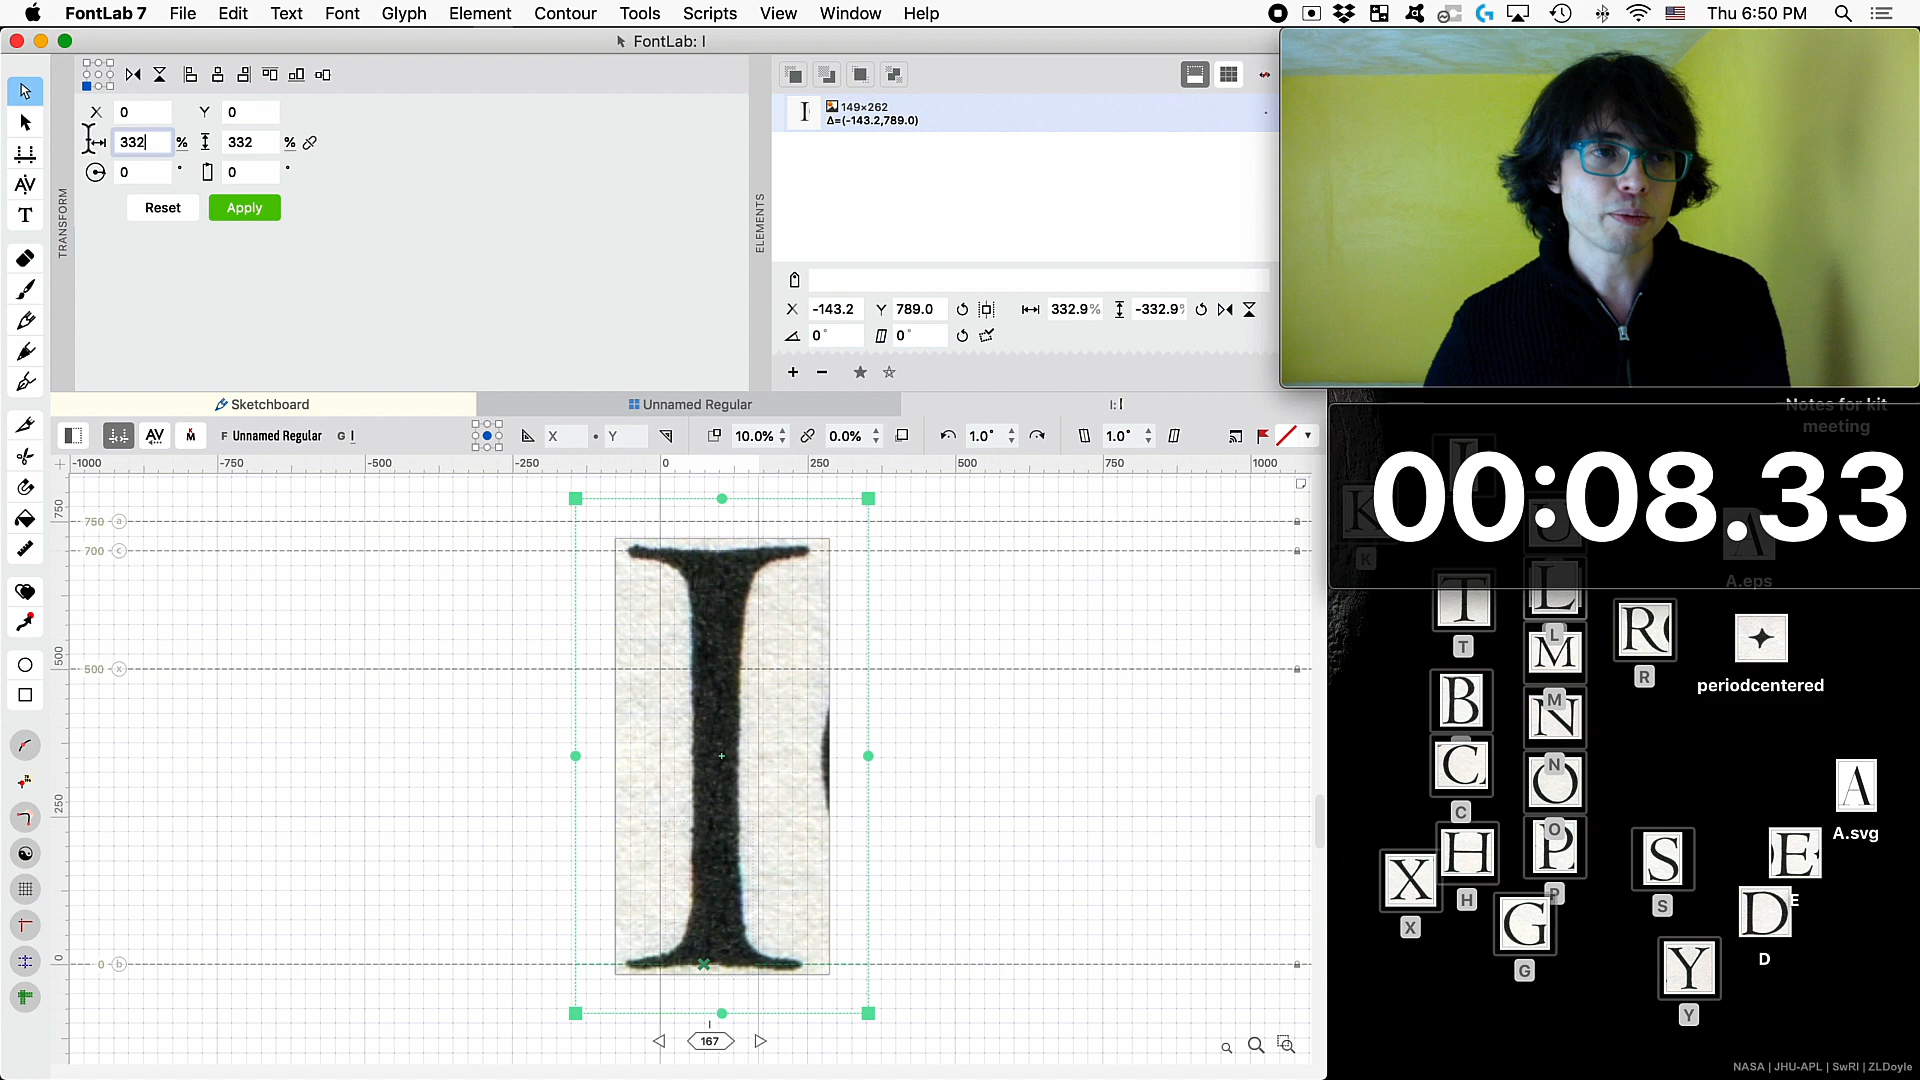 FontLab 7 File Edit Text Font Glyph Element Contour Tools Scripts View Window Help Thu 6:50 PM
FontLab: I
X 0 Y 0
332 % 332 %
0 ° 0 °
Reset Apply
TRANSFORM
ELEMENTS
149×262
Δ=(-143.2,789.0)
X -143.2 Y 789.0 332.9% -332.9%
0° 0°
Sketchboard Unnamed Regular I: I
F Unnamed Regular G I X Y 10.0% 0.0% 1.0° 1.0°
-1000 -750 -500 -250 0 250 500 750 1000
750
750 a
700 c
500
500 x
250
0
0 b
I
I
167
Notes for kit
meeting
00:08.33
K
K
A
A.eps
T
T
L
L
M
M
N
N
O
O
P
P
R
R
periodcentered
B
C
C
H
H
X
X
G
G
S
S
E
E
D
D
Y
Y
A
A.svg
NASA | JHU-APL | SwRI | ZLDoyle